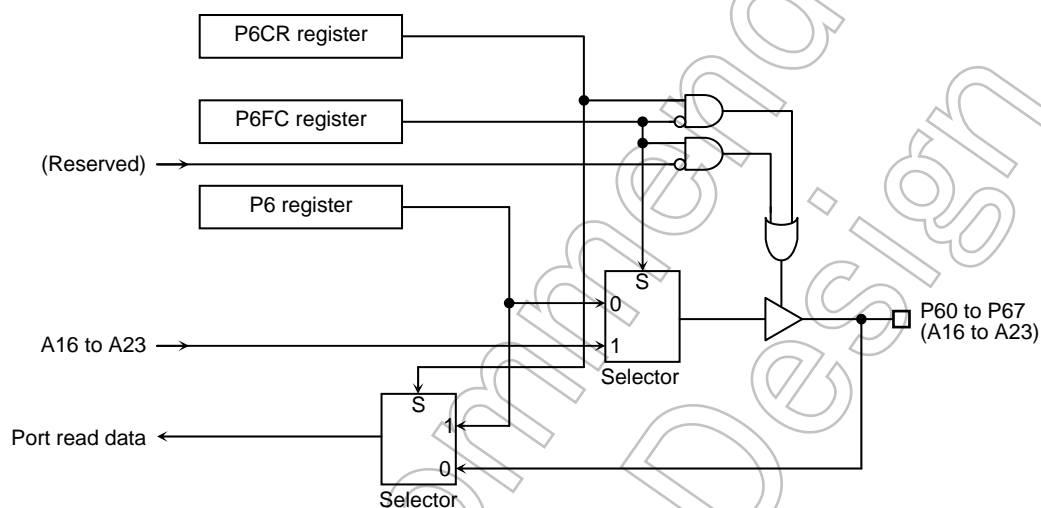 P6CR register
P6FC register
(Reserved)
P6 register
S
0
P60 to P67
(A16 to A23)
A16 to A23
1
Selector
S
1
Port read data
0
Selector